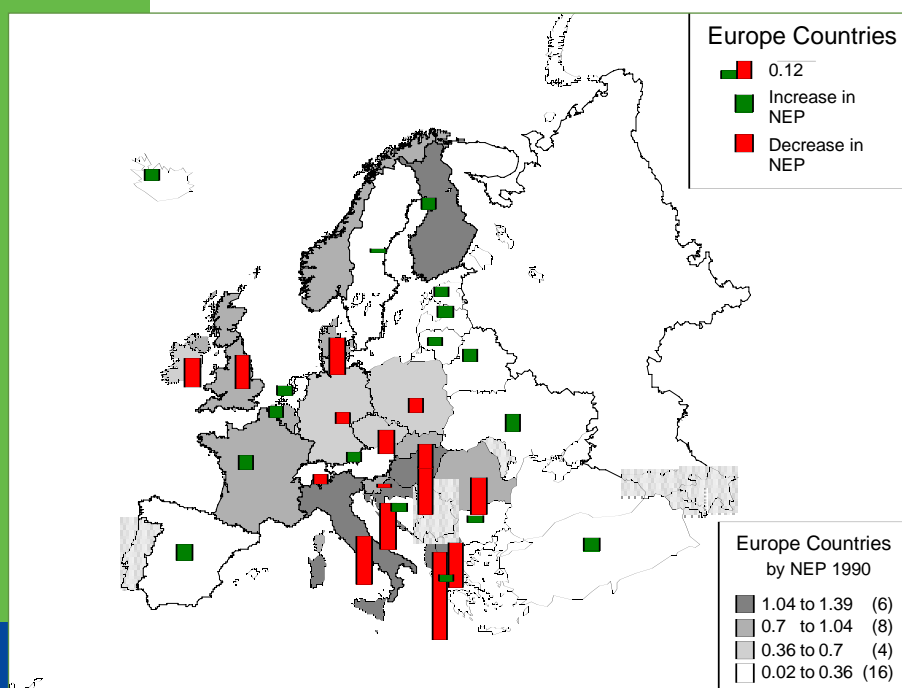 Europe Countries
0.12
Increase in
NEP
Decrease in
NEP
Europe Countries
by NEP 1990
1.04 to 1.39 (6)
0.7 to 1.04 (8)
0.36 to 0.7 (4)
0.02 to 0.36 (16)